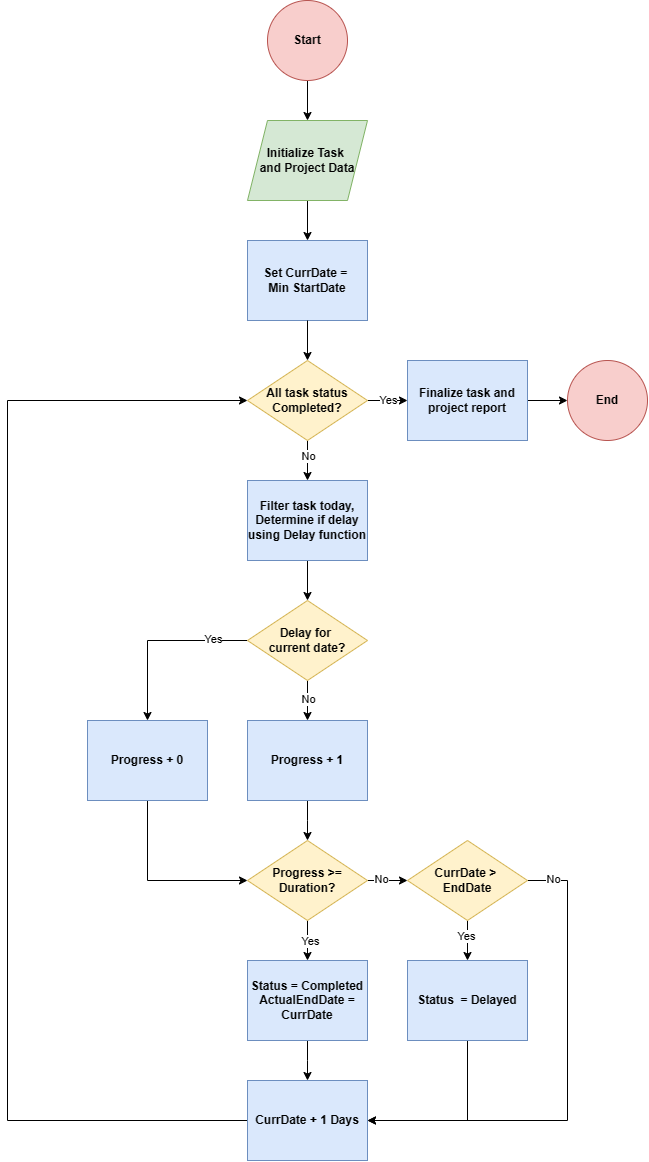 Start
Initialize Task
and Project Data
Set CurrDate =
Min StartDate
All task status
Completed?
Yes
Finalize task and
project report
End
No
Filter task today,
Determine if delay
using Delay function
Delay for
current date?
Yes
No
Progress + 0
Progress + 1
Progress >=
Duration?
No
CurrDate >
EndDate
No
Yes
Yes
Status = Completed
ActualEndDate =
CurrDate
Status = Delayed
CurrDate + 1 Days